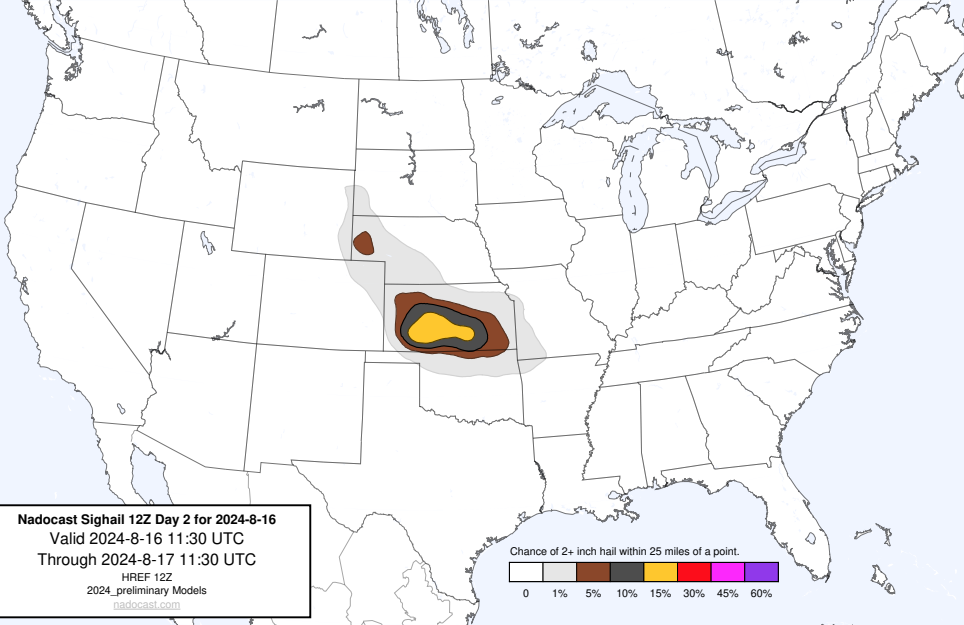 Nadocast Sighail 12Z Day 2 for 2024-8-16
Valid 2024-8-16 11:30 UTC
Through 2024-8-17 11:30 UTC
HREF 12Z
2024_preliminary Models
nadocast.com
Chance of 2+ inch hail within 25 miles of a point.
0 1% 5% 10% 15% 30% 45% 60%